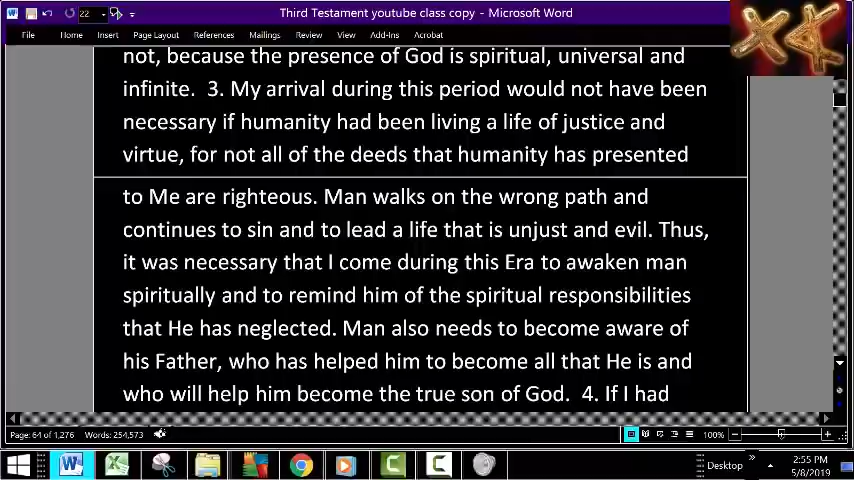 22
Third Testament youtube class copy - Microsoft Word
File Home Insert Page Layout References Mailings Review View Add-Ins Acrobat
not, because the presence of God is spiritual, universal and
infinite. 3. My arrival during this period would not have been
necessary if humanity had been living a life of justice and
virtue, for not all of the deeds that humanity has presented
to Me are righteous. Man walks on the wrong path and
continues to sin and to lead a life that is unjust and evil. Thus,
it was necessary that I come during this Era to awaken man
spiritually and to remind him of the spiritual responsibilities
that He has neglected. Man also needs to become aware of
his Father, who has helped him to become all that He is and
who will help him become the true son of God. 4. If I had
Page: 64 of 1,276 Words: 254,573 100%
Desktop
2:55 PM
5/8/2019